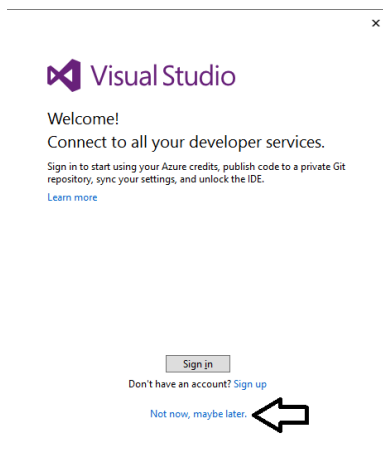 Visual Studio
Welcome!
Connect to all your developer services.
Sign in to start using your Azure credits, publish code to a private Git
repository, sync your settings, and unlock the IDE.
Learn more
Sign in
Don't have an account? Sign up
Not now, maybe later.